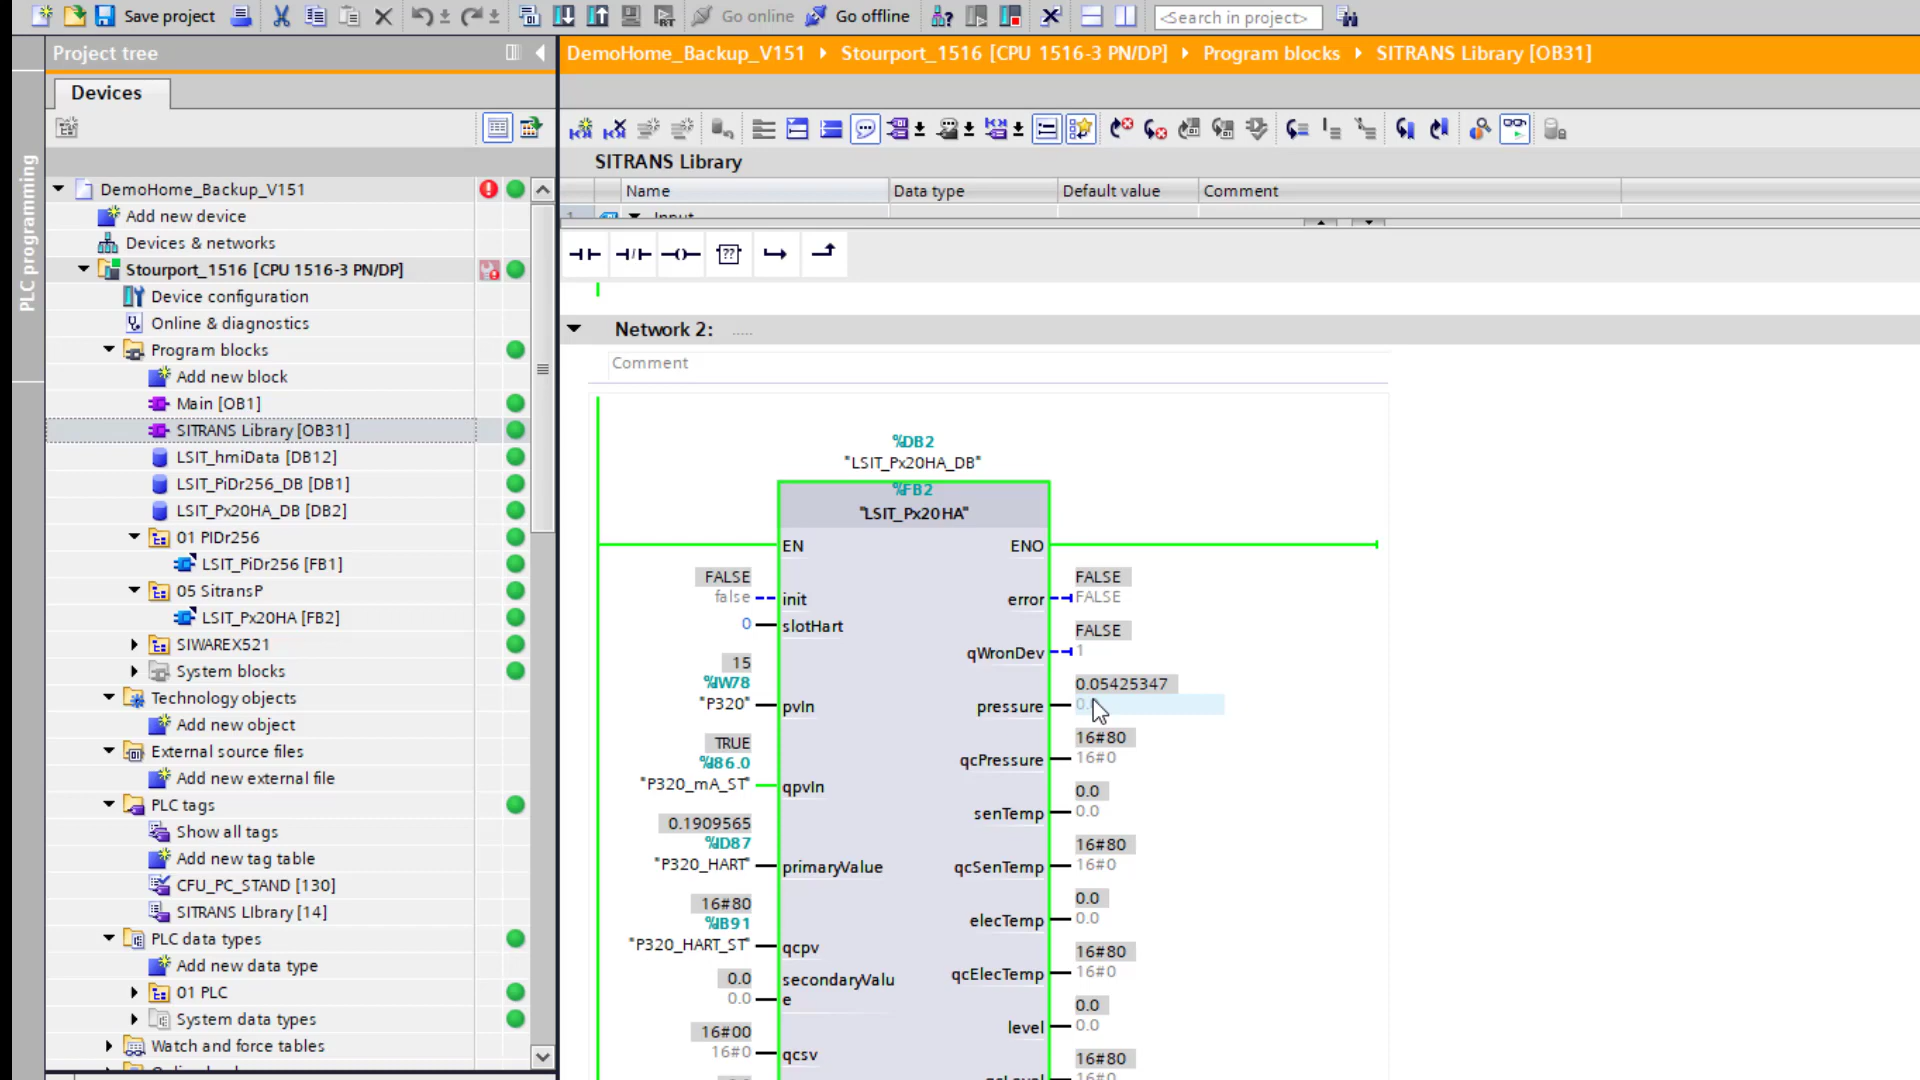 Save project
Go online
Go offline
<Search in project>
Project tree
DemoHome_Backup_V151 ▸ Stourport_1516 [CPU 1516-3 PN/DP] ▸ Program blocks ▸ SITRANS Library [OB31]
Devices
PLC programming
DemoHome_Backup_V151
Add new device
Devices & networks
Stourport_1516 [CPU 1516-3 PN/DP]
Device configuration
Online & diagnostics
Program blocks
Add new block
Main [OB1]
SITRANS Library [OB31]
LSIT_hmiData [DB12]
LSIT_PiDr256_DB [DB1]
LSIT_Px20HA_DB [DB2]
01 PIDr256
LSIT_PiDr256 [FB1]
05 SitransP
LSIT_Px20HA [FB2]
SIWAREX521
System blocks
Technology objects
Add new object
External source files
Add new external file
PLC tags
Show all tags
Add new tag table
CFU_PC_STAND [130]
SITRANS LIbrary [14]
PLC data types
Add new data type
01 PLC
System data types
Watch and force tables
SITRANS Library
Name Data type Default value Comment
1 Input
Network 2: .....
Comment
%DB2
"LSIT_Px20HA_DB"
%FB2
"LSIT_Px20HA"
EN ENO
FALSE FALSE
false init error FALSE
0 slotHart
FALSE
qWronDev 1
15
%IW78
"P320" pvIn
0.05425347
pressure
TRUE
%I86.0
"P320_mA_ST" qpvIn
16#80
qcPressure 16#0
0.0
senTemp 0.0
0.1909565
%ID87
"P320_HART" primaryValue
16#80
qcSenTemp 16#0
16#80
%IB91
"P320_HART_ST" qcpv
0.0
elecTemp 0.0
16#80
qcElecTemp 16#0
0.0 secondaryValu
0.0 e
0.0
level 0.0
16#00
16#0 qcsv
16#80